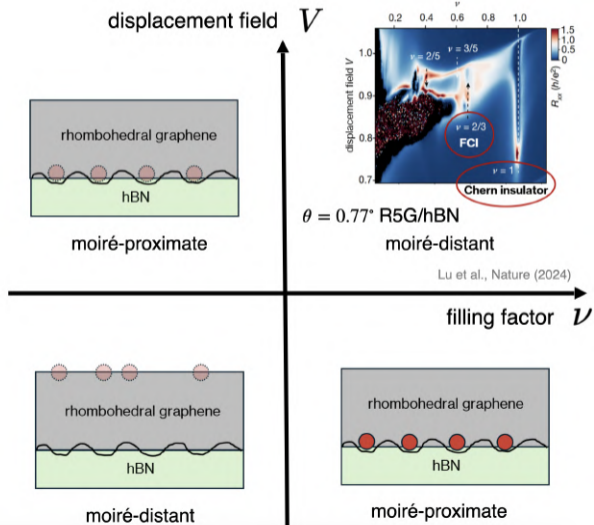 displacement field V
ν
0.2 0.4 0.6 0.8 1.0
1.0
0.9
0.8
0.7
displacement field V
ν = 2/5
ν = 3/5
ν = 2/3
FCI
ν = 1
Chern insulator
1.5
1.0
0.5
0
Rxx (h/e²)
rhombohedral graphene
hBN
moiré-proximate
θ = 0.77° R5G/hBN
moiré-distant
Lu et al., Nature (2024)
filling factor ν
rhombohedral graphene
hBN
moiré-distant
rhombohedral graphene
hBN
moiré-proximate